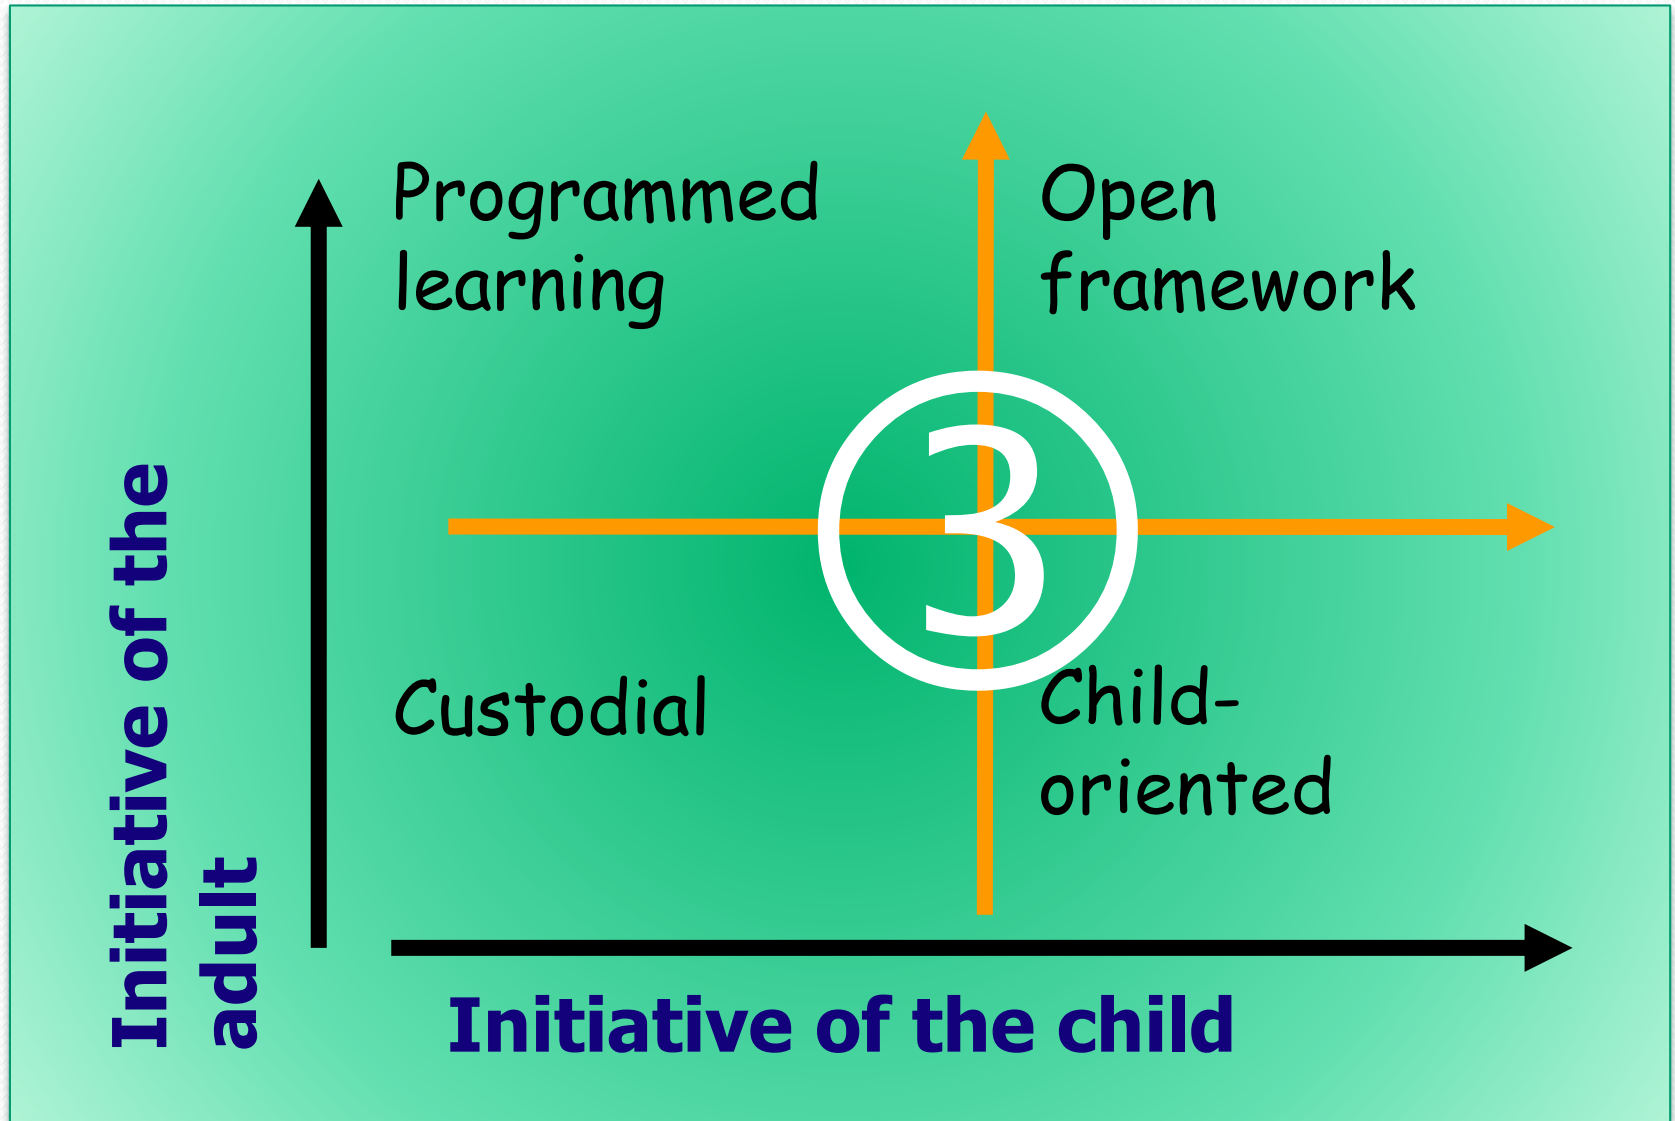 Programmed
learning
Open
framework
3
Custodial
Child-
oriented
Initiative of the
adult
Initiative of the child